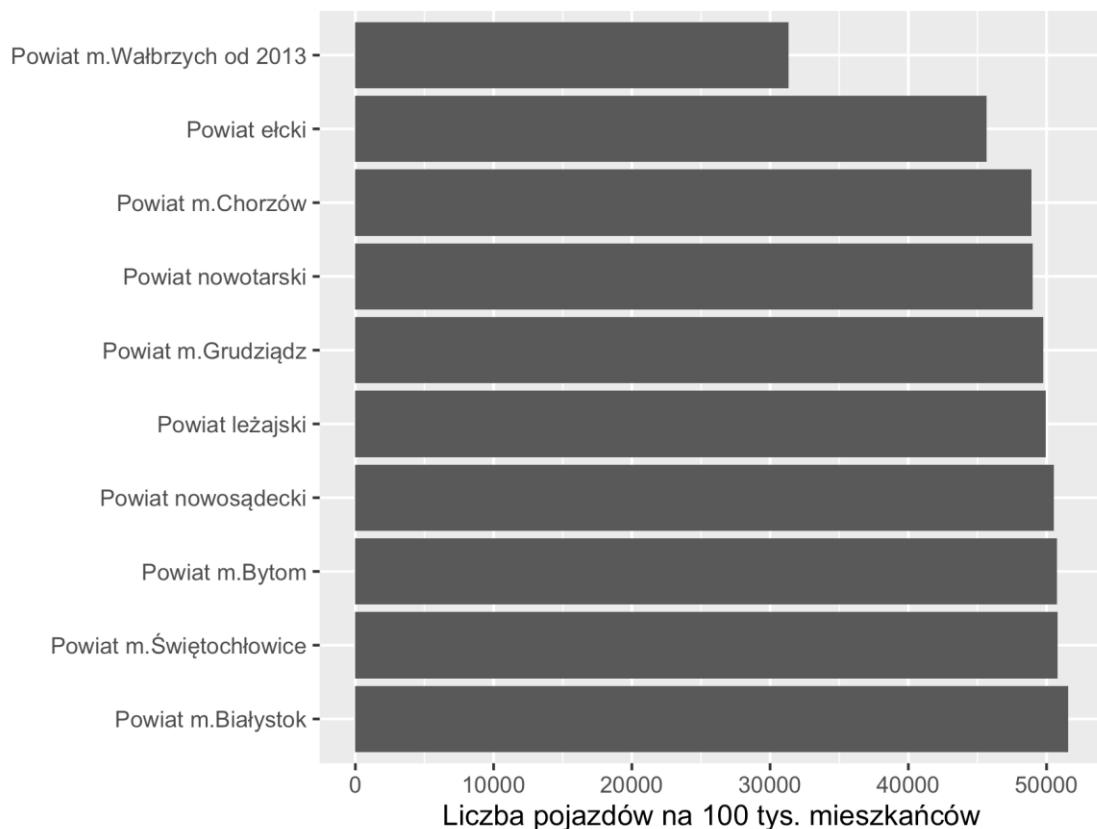 Powiat m.Wałbrzych od 2013
Powiat ełcki
Powiat m.Chorzów
Powiat nowotarski
Powiat m.Grudziądz
Powiat leżajski
Powiat nowosądecki
Powiat m.Bytom
Powiat m.Świętochłowice
Powiat m.Białystok
0 10000 20000 30000 40000 50000
Liczba pojazdów na 100 tys. mieszkańców